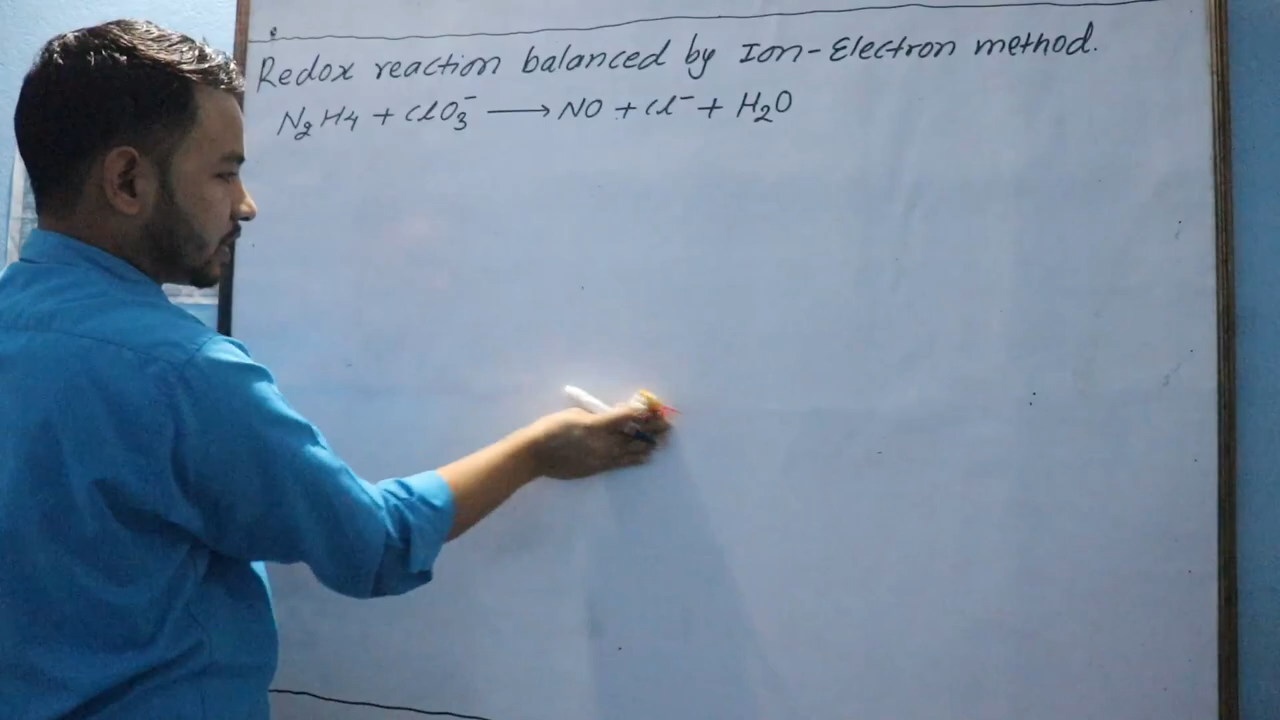 Redox reaction balanced by Ion-Electron method.
N₂H₄ + ClO₃⁻ ⟶ NO + Cl⁻ + H₂O